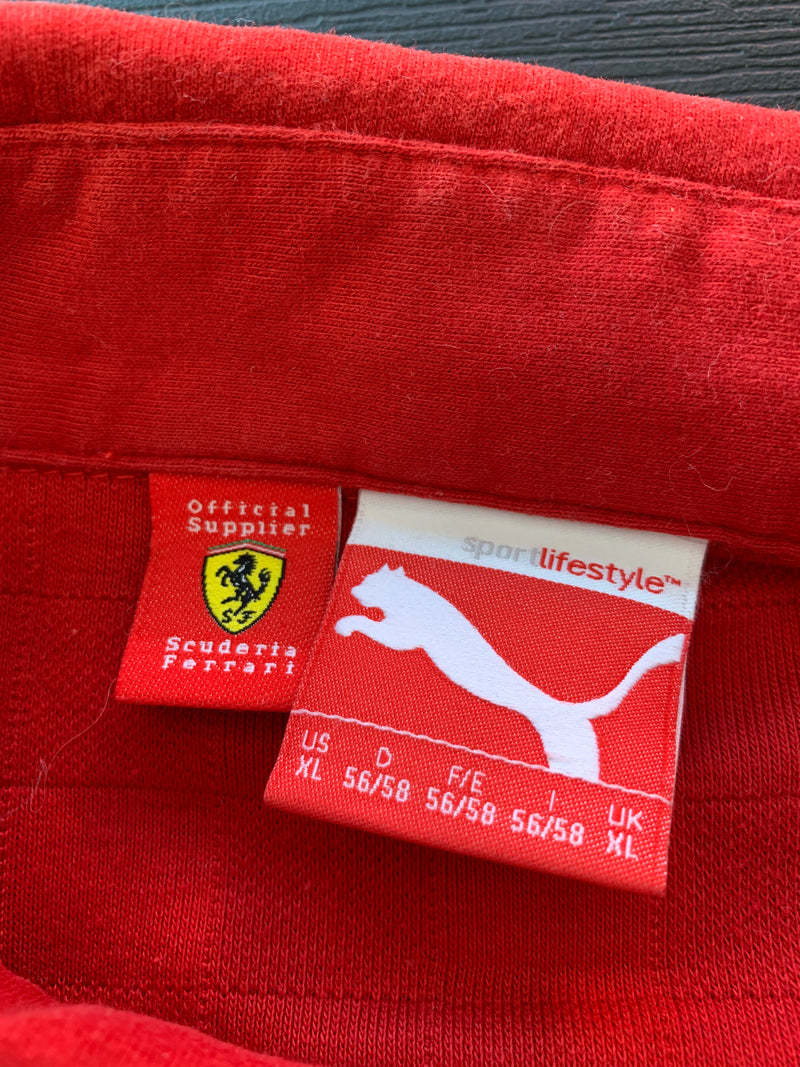 Official
Supplier
S F
Scuderia
Ferrari
sportlifestyle™
US D F/E I UK
XL 56/58 56/58 56/58 XL